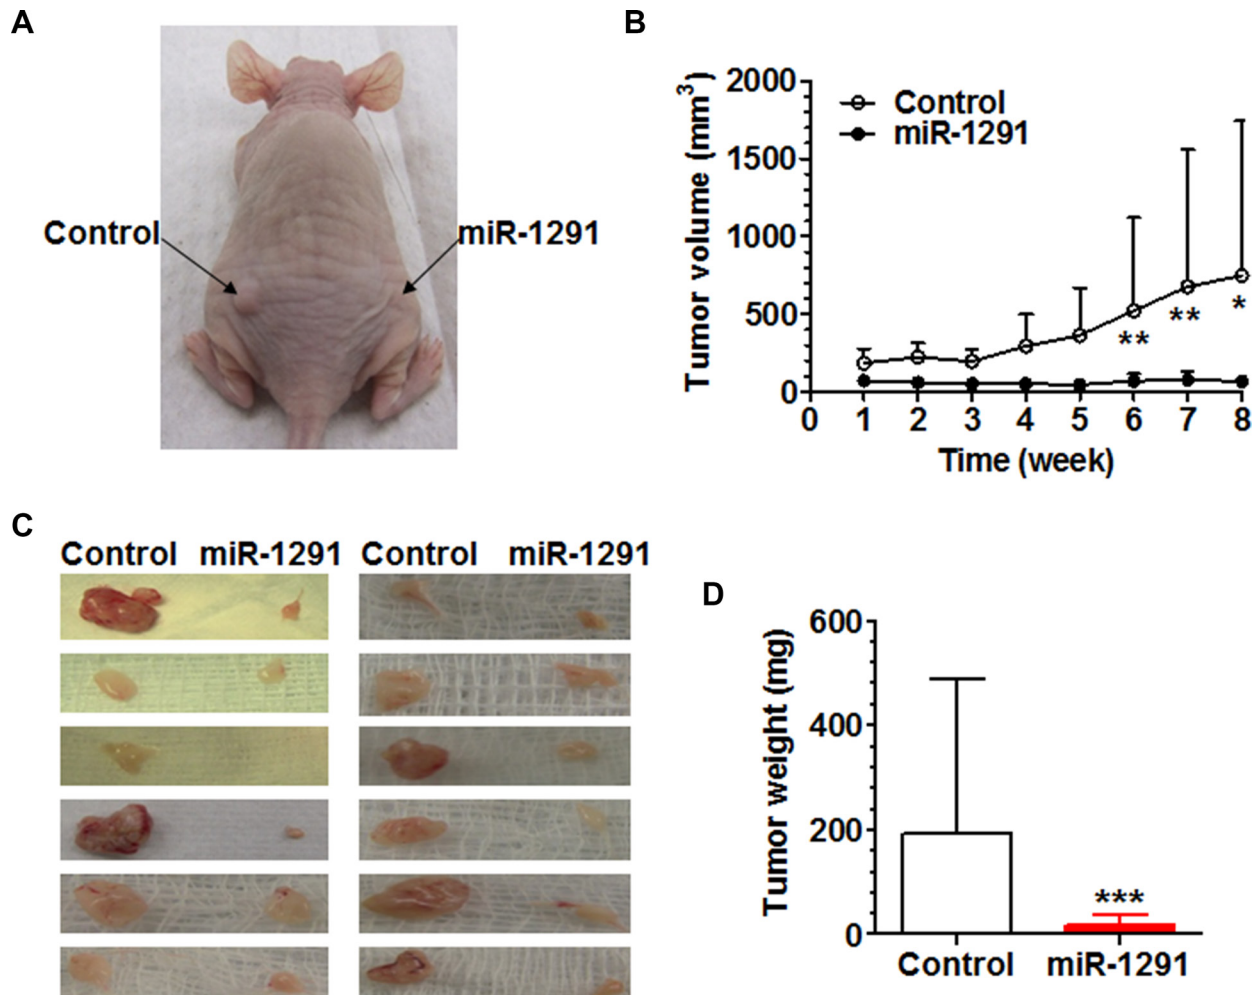 A
Control
miR-1291
B
Tumor volume (mm³)
2000
1500
1000
500
0
Control
miR-1291
**
**
*
0 1 2 3 4 5 6 7 8
Time (week)
C
Control miR-1291 Control miR-1291
D
Tumor weight (mg)
600
400
200
0
***
Control miR-1291